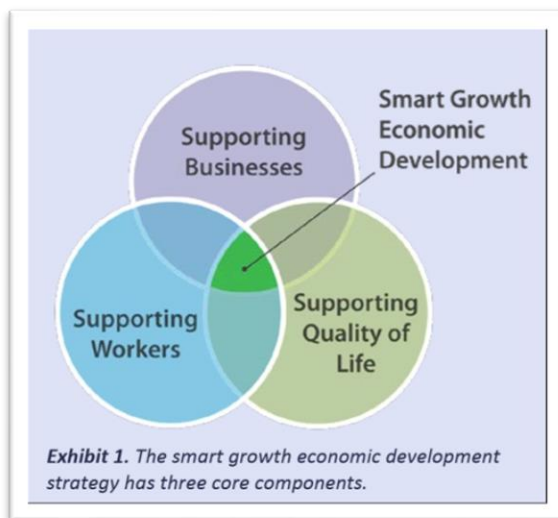 Smart Growth
Economic
Development
Supporting
Businesses
Supporting
Workers
Supporting
Quality of
Life
Exhibit 1. The smart growth economic development
strategy has three core components.